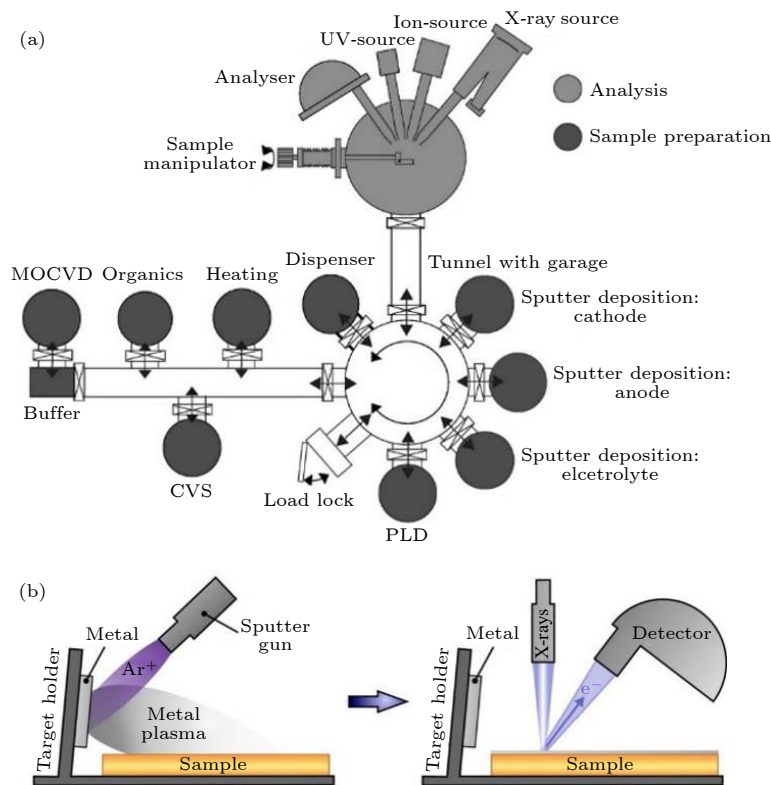 (a)
Ion-source
X-ray source
UV-source
Analyser
Analysis
Sample preparation
Sample
manipulator
MOCVD
Organics
Heating
Dispenser
Tunnel with garage
Sputter deposition:
cathode
Sputter deposition:
anode
Buffer
Sputter deposition:
elcetrolyte
CVS
Load lock
PLD
(b)
Metal
Sputter
gun
Ar+
Target holder
Metal
plasma
Sample
X-rays
Metal
Detector
e−
Target holder
Sample